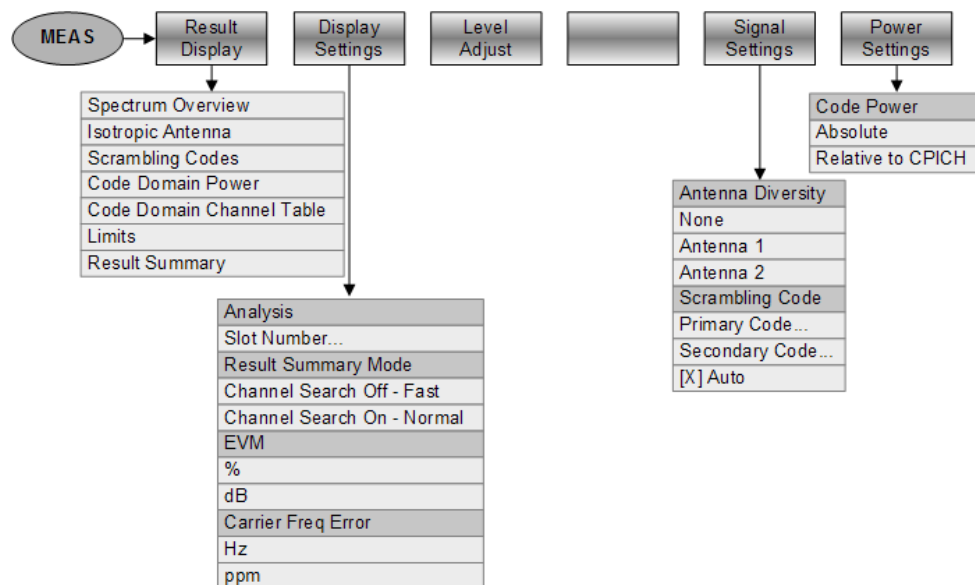 MEAS
Result
Display
Display
Settings
Level
Adjust
Signal
Settings
Power
Settings
Spectrum Overview
Isotropic Antenna
Scrambling Codes
Code Domain Power
Code Domain Channel Table
Limits
Result Summary
Analysis
Slot Number...
Result Summary Mode
Channel Search Off - Fast
Channel Search On - Normal
EVM
%
dB
Carrier Freq Error
Hz
ppm
Antenna Diversity
None
Antenna 1
Antenna 2
Scrambling Code
Primary Code...
Secondary Code...
[X] Auto
Code Power
Absolute
Relative to CPICH